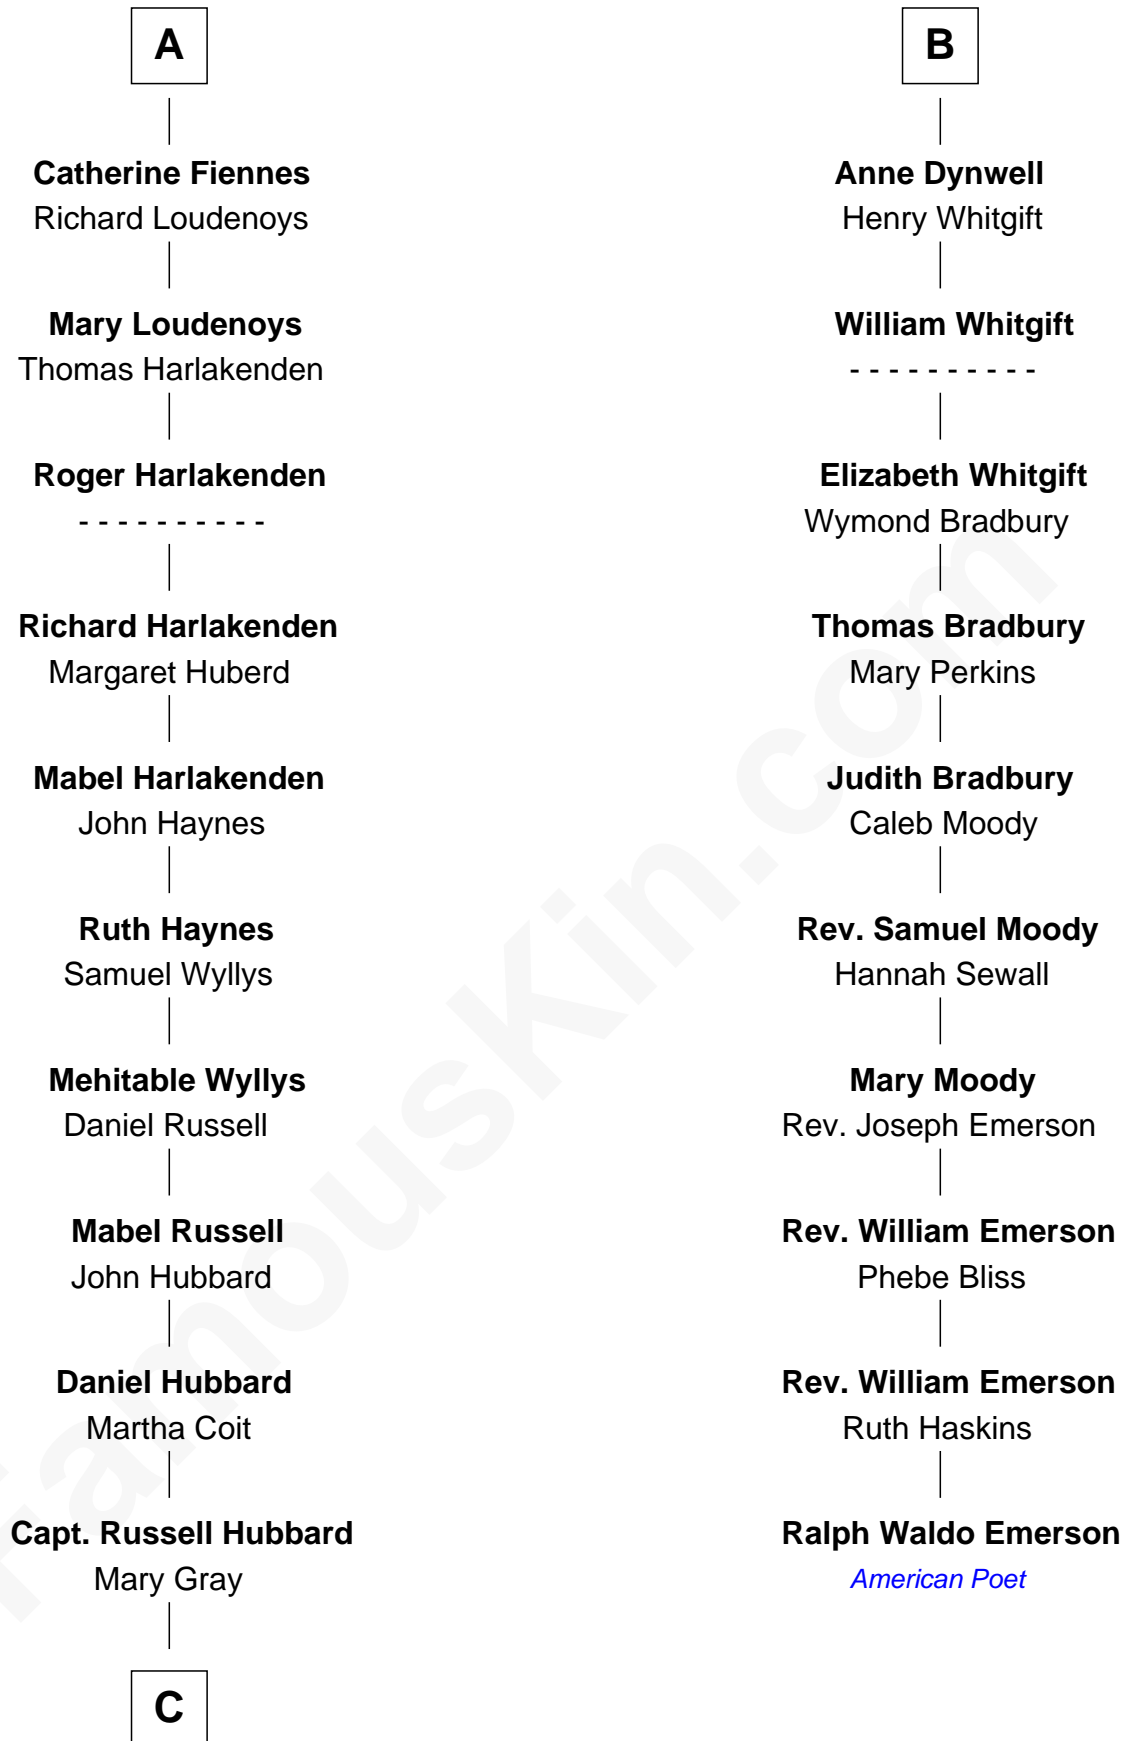 A
Catherine Fiennes
Richard Loudenoys
Mary Loudenoys
Thomas Harlakenden
Roger Harlakenden
- - - - - - - - - -
Richard Harlakenden
Margaret Huberd
Mabel Harlakenden
John Haynes
Ruth Haynes
Samuel Wyllys
Mehitable Wyllys
Daniel Russell
Mabel Russell
John Hubbard
Daniel Hubbard
Martha Coit
Capt. Russell Hubbard
Mary Gray
C
B
Anne Dynwell
Henry Whitgift
William Whitgift
- - - - - - - - - -
Elizabeth Whitgift
Wymond Bradbury
Thomas Bradbury
Mary Perkins
Judith Bradbury
Caleb Moody
Rev. Samuel Moody
Hannah Sewall
Mary Moody
Rev. Joseph Emerson
Rev. William Emerson
Phebe Bliss
Rev. William Emerson
Ruth Haskins
Ralph Waldo Emerson
American Poet
FamousKin.com